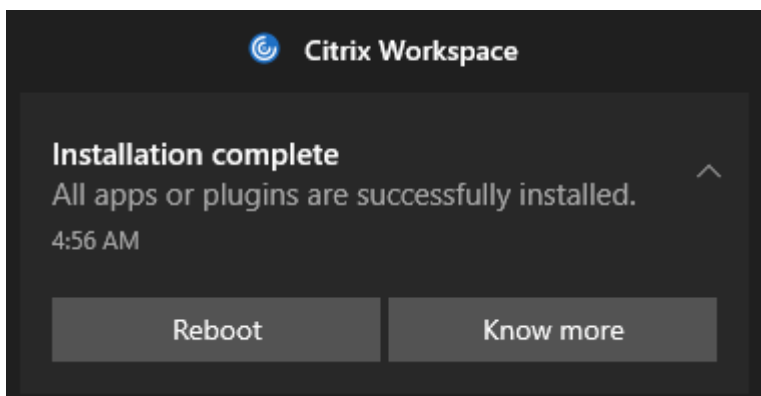 Citrix Workspace
Installation complete
All apps or plugins are successfully installed.
4:56 AM
Reboot
Know more